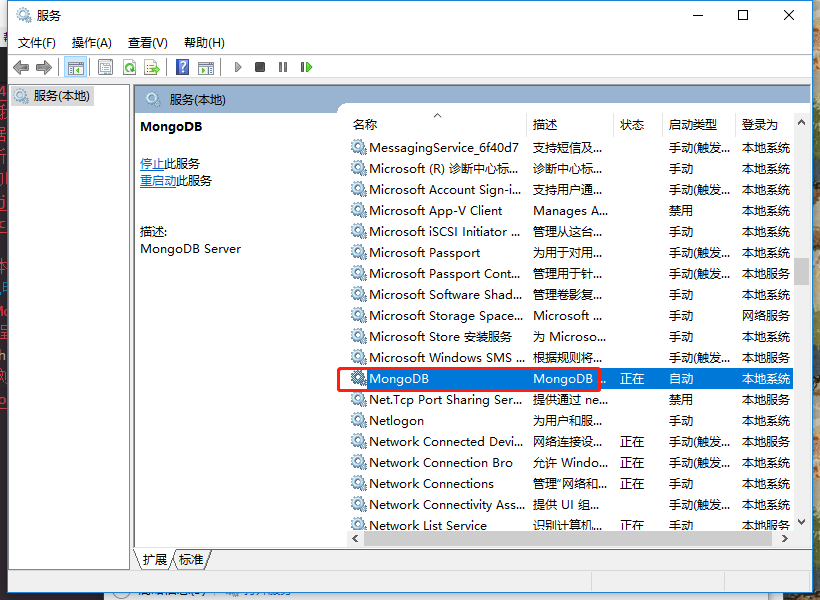 服务
文件(F) 操作(A) 查看(V) 帮助(H)
服务(本地)
服务(本地)
MongoDB
停止此服务
重启动此服务
描述:
MongoDB Server
名称 描述 状态 启动类型 登录为
MessagingService_6f40d7 支持短信及... 手动(触发... 本地系统
Microsoft (R) 诊断中心标... 诊断中心标... 手动 本地系统
Microsoft Account Sign-i... 支持用户通... 手动(触发... 本地系统
Microsoft App-V Client Manages A... 禁用 本地系统
Microsoft iSCSI Initiator ... 管理从这台... 手动 本地系统
Microsoft Passport 为用于对用... 手动(触发... 本地系统
Microsoft Passport Cont... 管理用于针... 手动(触发... 本地服务
Microsoft Software Shad... 管理卷影复... 手动 本地系统
Microsoft Storage Space... Microsoft ... 手动 网络服务
Microsoft Store 安装服务 为 Microso... 手动 本地系统
Microsoft Windows SMS ... 根据规则将... 手动(触发... 本地系统
MongoDB MongoDB ... 正在 自动 本地系统
Net.Tcp Port Sharing Ser... 提供通过 ne... 禁用 本地服务
Netlogon 为用户和服... 手动 本地系统
Network Connected Devi... 网络连接设... 正在 手动(触发... 本地服务
Network Connection Bro 允许 Windo... 正在 手动(触发... 本地系统
Network Connections 管理“网络和... 正在 手动 本地系统
Network Connectivity Ass... 提供 UI 组... 手动(触发... 本地系统
Network List Service 识别计算机... 正在 手动 本地服务
扩展 标准